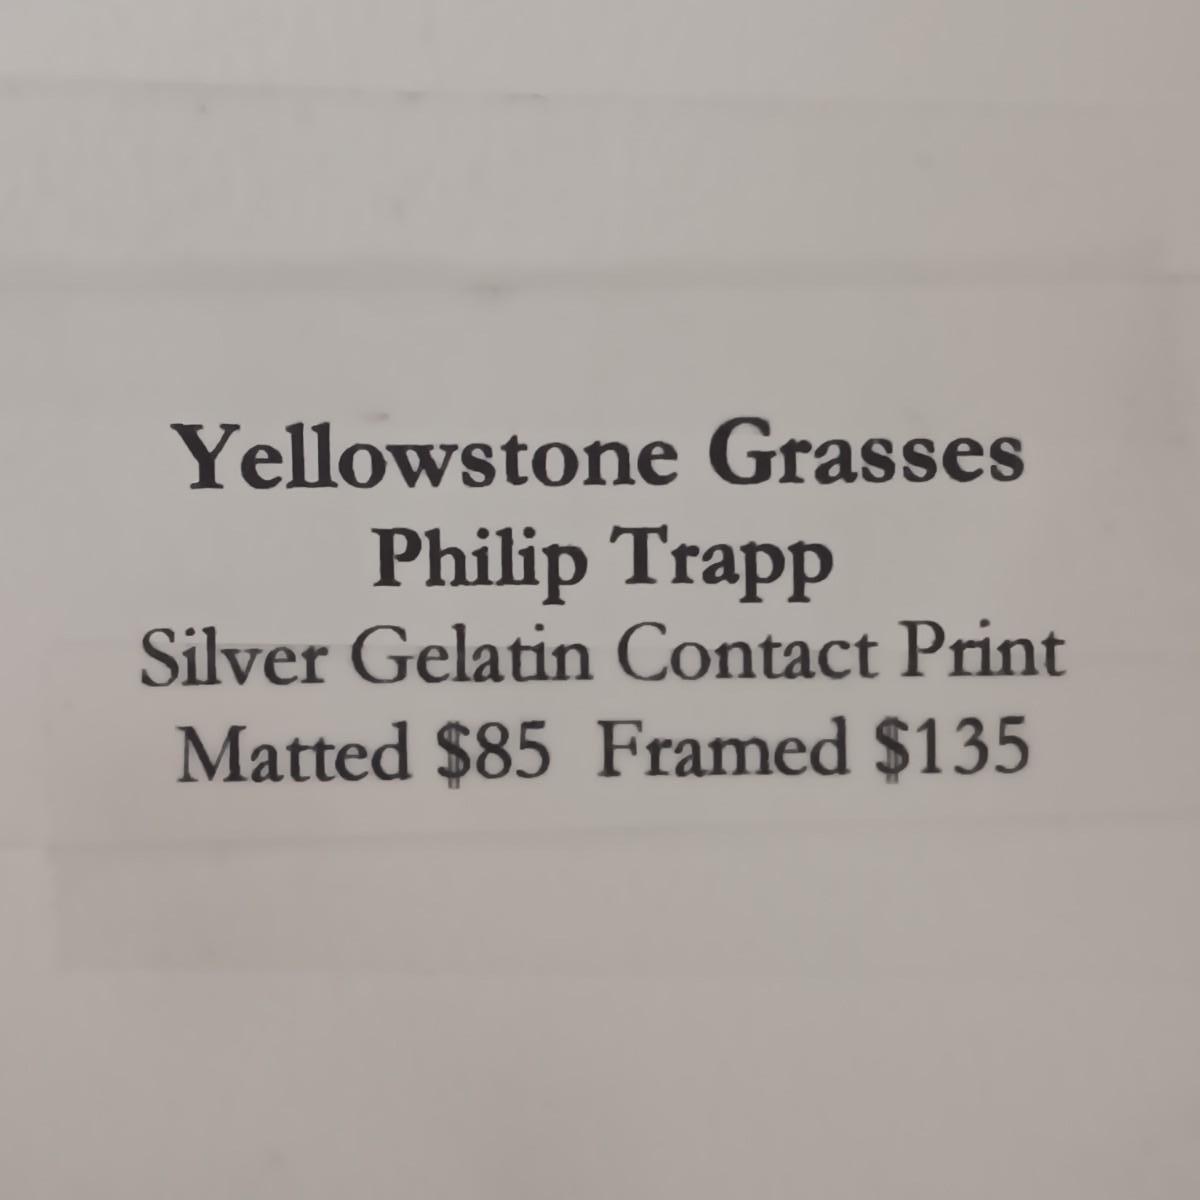 Yellowstone Grasses
Philip Trapp
Silver Gelatin Contact Print
Matted $85 Framed $135